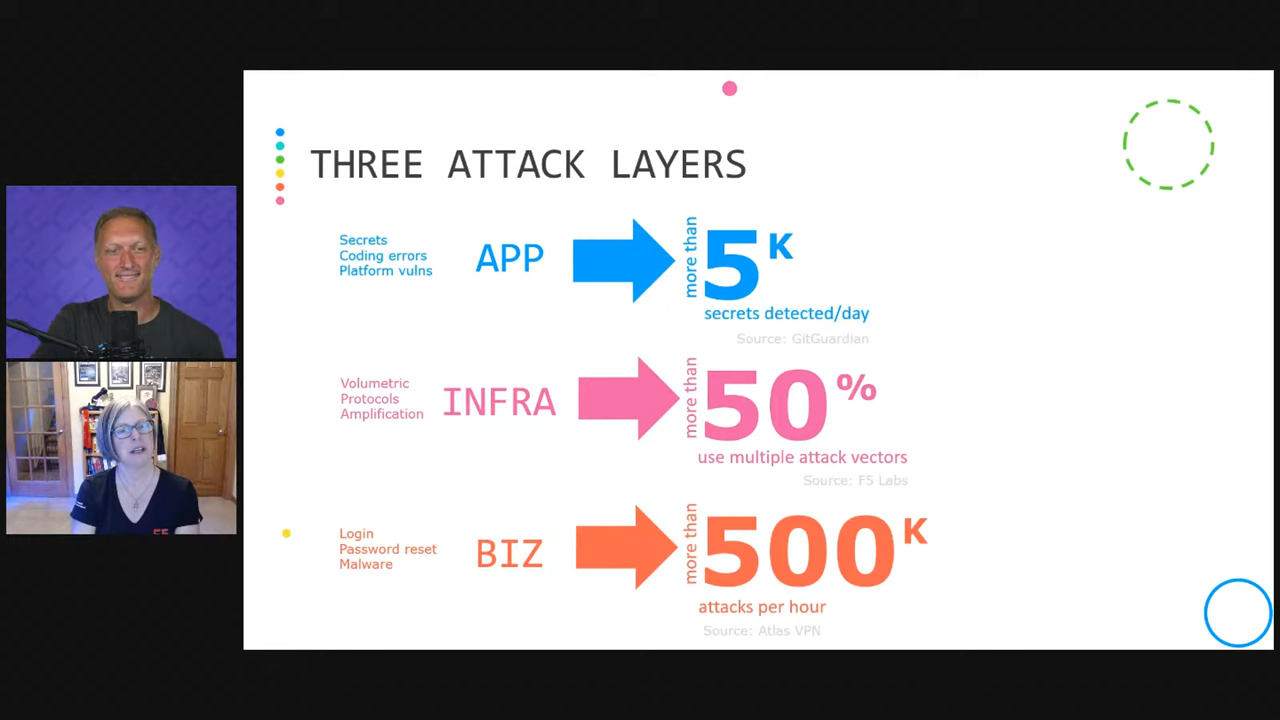 THREE ATTACK LAYERS
Secrets
Coding errors
Platform vulns
APP
more than
5K
secrets detected/day
Source: GitGuardian
Volumetric
Protocols
Amplification
INFRA
more than
50%
use multiple attack vectors
Source: F5 Labs
Login
Password reset
Malware
BIZ
more than
500K
attacks per hour
Source: Atlas VPN